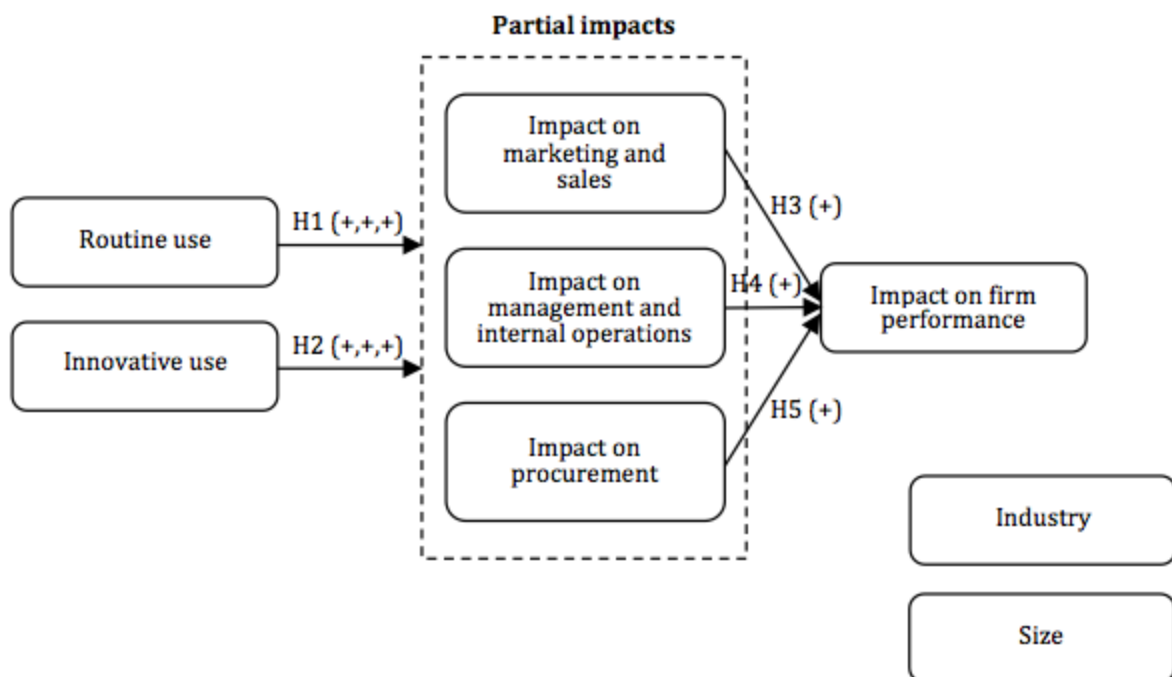 Partial impacts
Impact on
marketing and
sales
H3 (+)
Routine use
H1 (+,+,+)
Impact on
management and
internal operations
H4 (+)
Impact on firm
performance
Innovative use
H2 (+,+,+)
H5 (+)
Impact on
procurement
Industry
Size